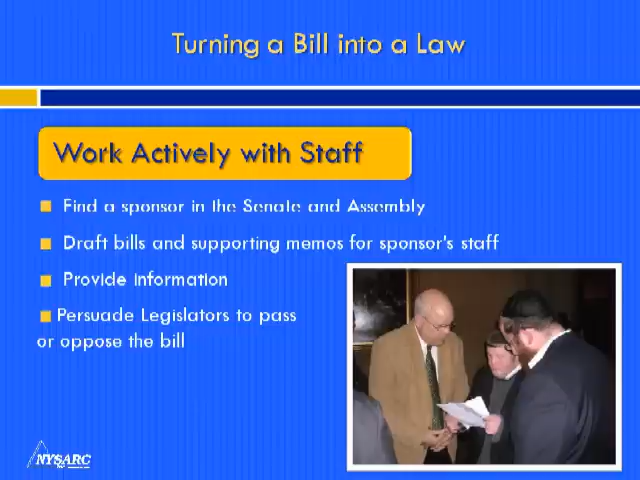 Turning a Bill into a Law
Work Actively with Staff
Find a sponsor in the Senate and Assembly
Draft bills and supporting memos for sponsor's staff
Provide information
Persuade Legislators to pass
or oppose the bill
NYSARC